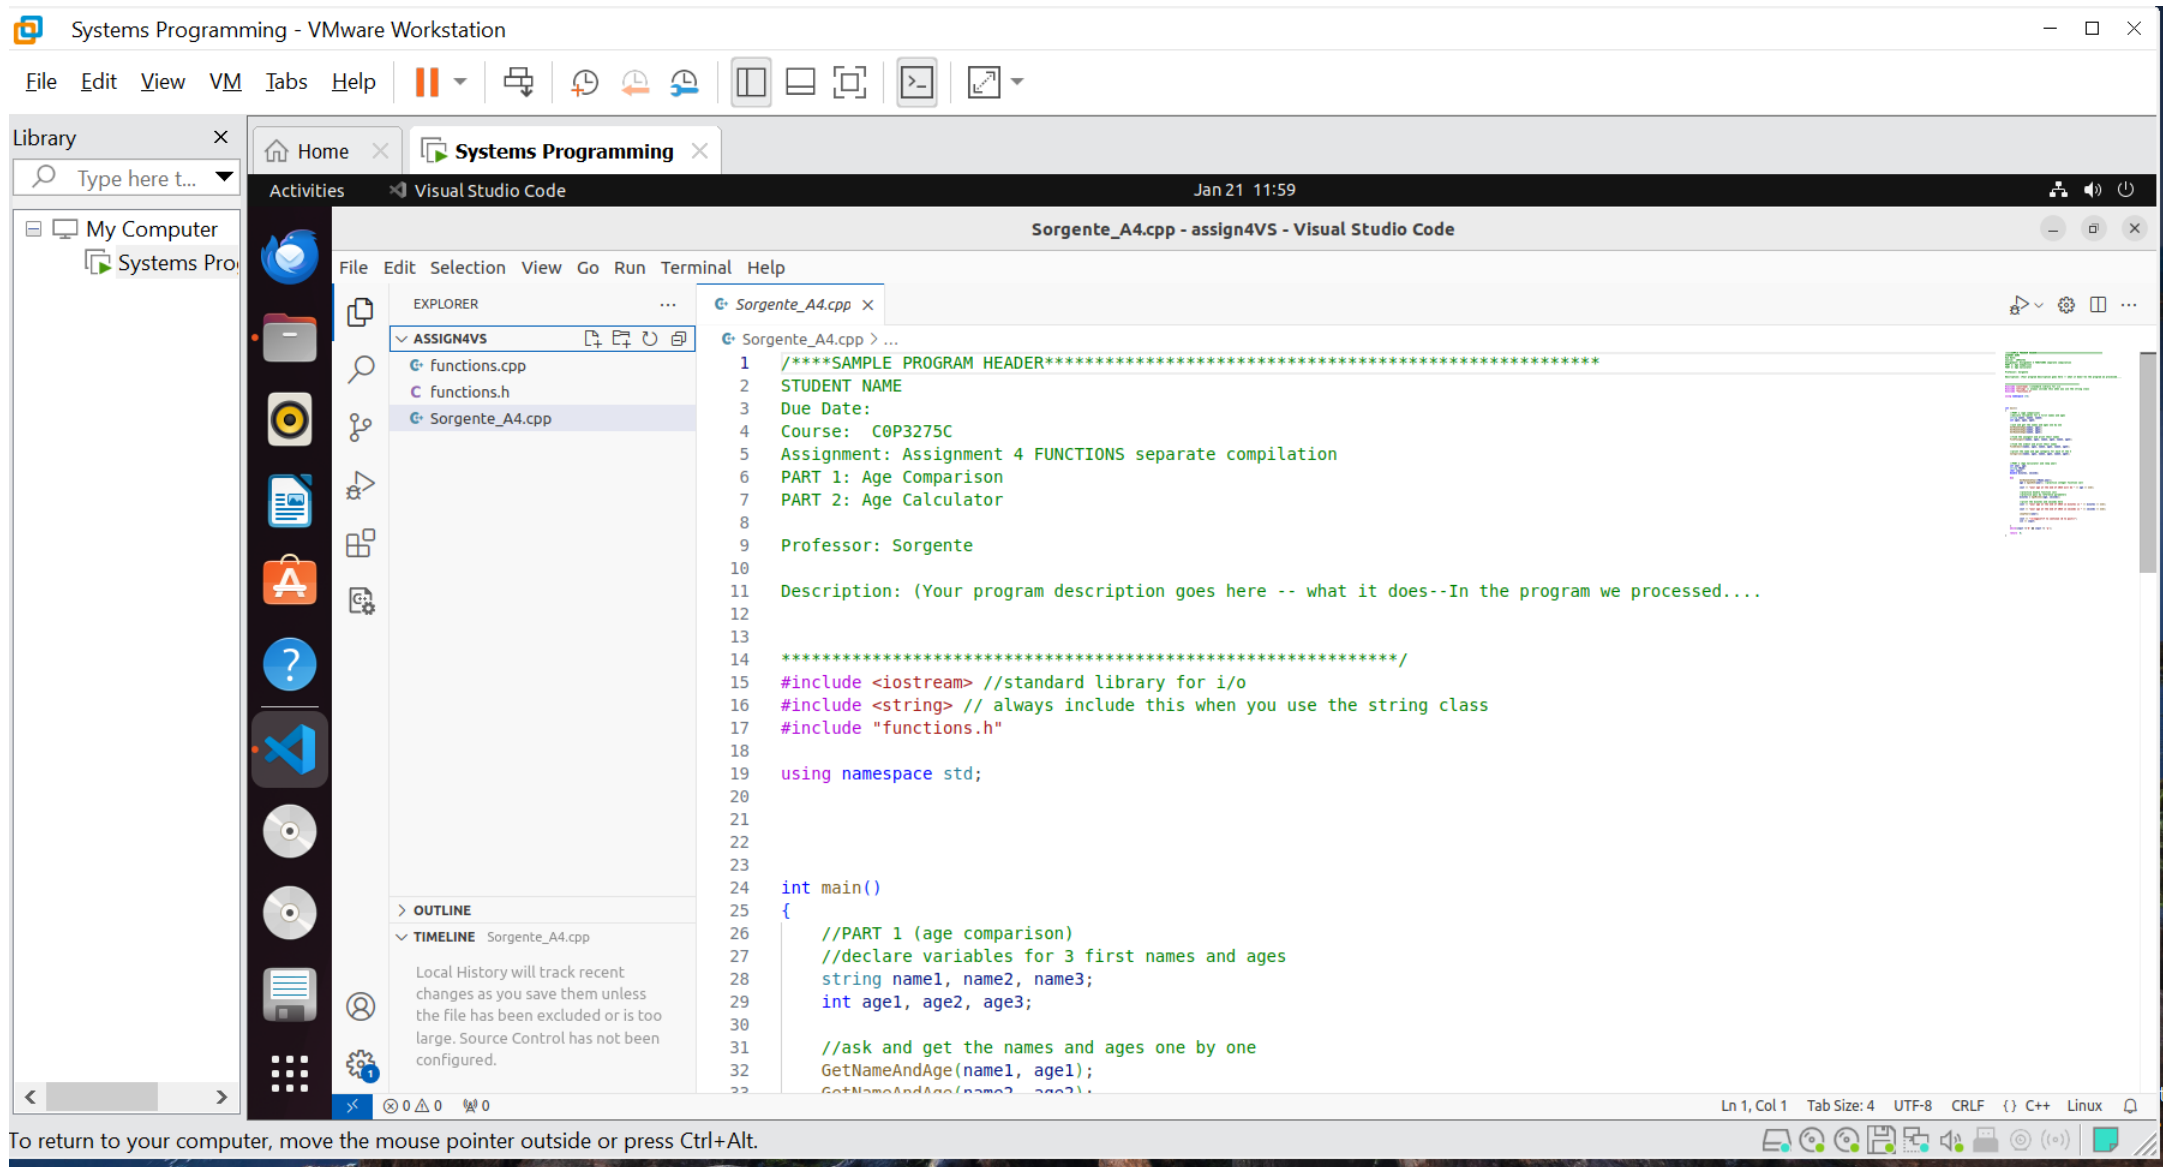 Systems Programming - VMware Workstation
File Edit View VM Tabs Help
Library
Type here t...
My Computer
Systems Pro
Home
Systems Programming
Activities Visual Studio Code Jan 21 11:59
Sorgente_A4.cpp - assign4VS - Visual Studio Code
File Edit Selection View Go Run Terminal Help
EXPLORER
ASSIGN4VS
functions.cpp
C functions.h
Sorgente_A4.cpp
OUTLINE
TIMELINE Sorgente_A4.cpp
Local History will track recent
changes as you save them unless
the file has been excluded or is too
large. Source Control has not been
configured.
1
Sorgente_A4.cpp
Sorgente_A4.cpp > ...
1 /****SAMPLE PROGRAM HEADER*******************************************************
2 STUDENT NAME
3 Due Date:
4 Course:  C0P3275C
5 Assignment: Assignment 4 FUNCTIONS separate compilation
6 PART 1: Age Comparison
7 PART 2: Age Calculator
8
9 Professor: Sorgente
10
11 Description: (Your program description goes here -- what it does--In the program we processed....
12
13
14 *************************************************************/
15 #include <iostream> //standard library for i/o
16 #include <string> // always include this when you use the string class
17 #include "functions.h"
18
19 using namespace std;
20
21
22
23
24 int main()
25 {
26 //PART 1 (age comparison)
27 //declare variables for 3 first names and ages
28 string name1, name2, name3;
29 int age1, age2, age3;
30
31 //ask and get the names and ages one by one
32 GetNameAndAge(name1, age1);
33 GetNameAndAge(name2, age2);
0 0 0
Ln 1, Col 1 Tab Size: 4 UTF-8 CRLF {} C++ Linux
To return to your computer, move the mouse pointer outside or press Ctrl+Alt.